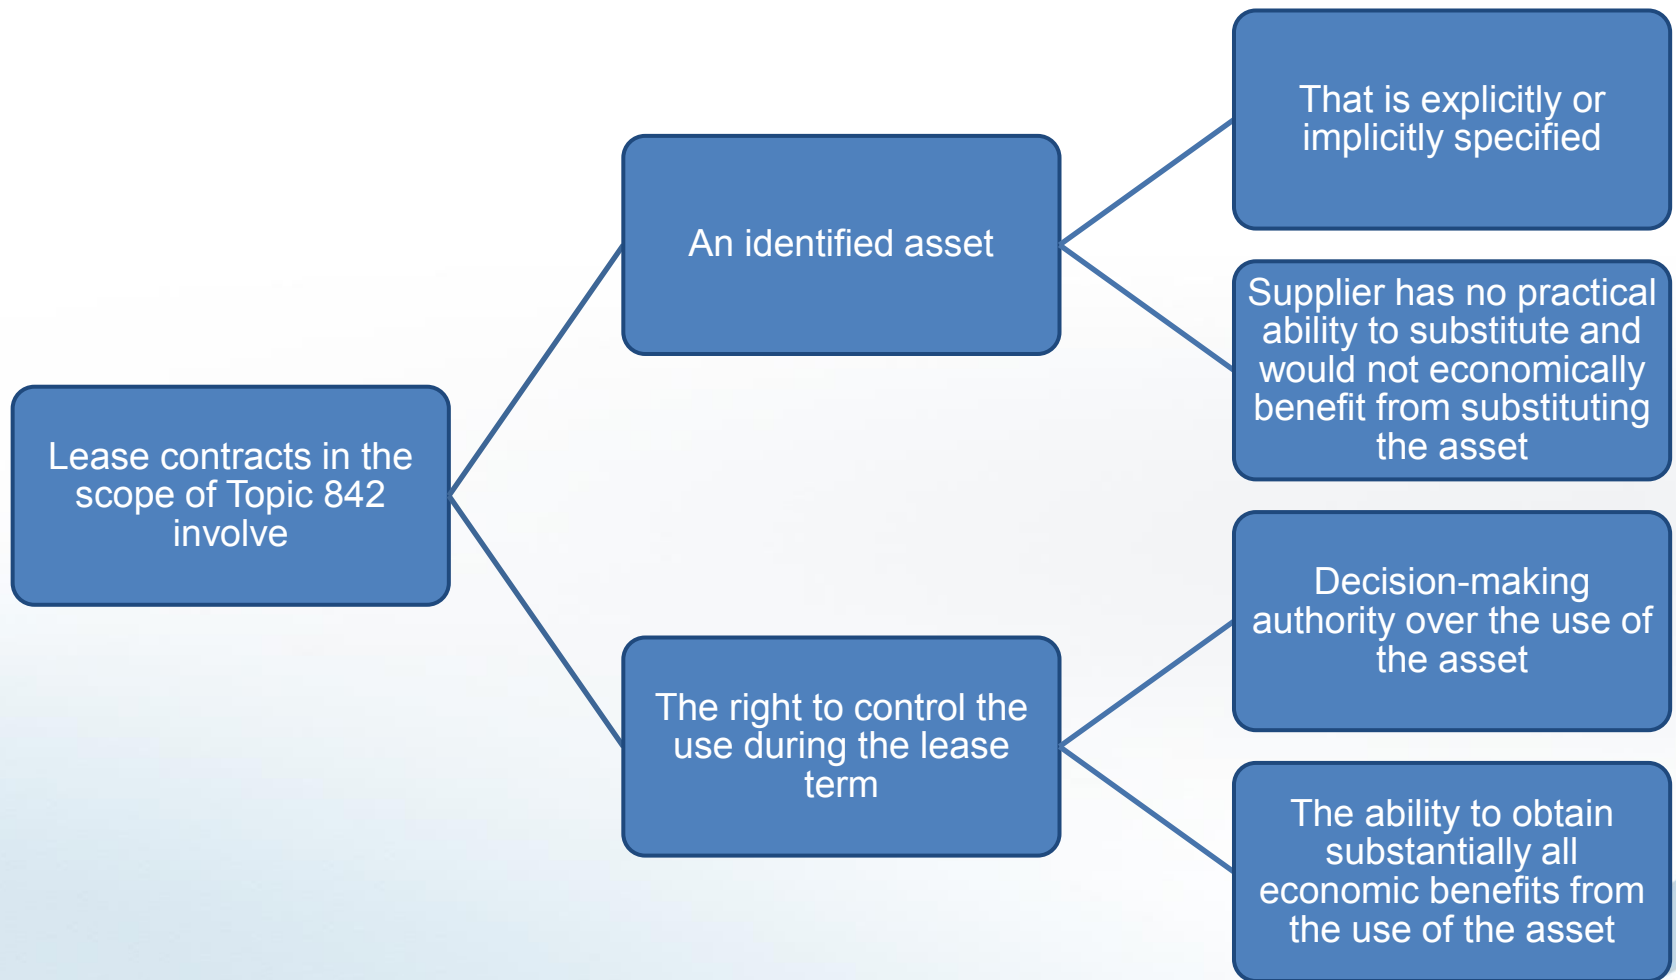 Lease contracts in the
scope of Topic 842
involve
An identified asset
That is explicitly or
implicitly specified
Supplier has no practical
ability to substitute and
would not economically
benefit from substituting
the asset
The right to control the
use during the lease
term
Decision-making
authority over the use of
the asset
The ability to obtain
substantially all
economic benefits from
the use of the asset